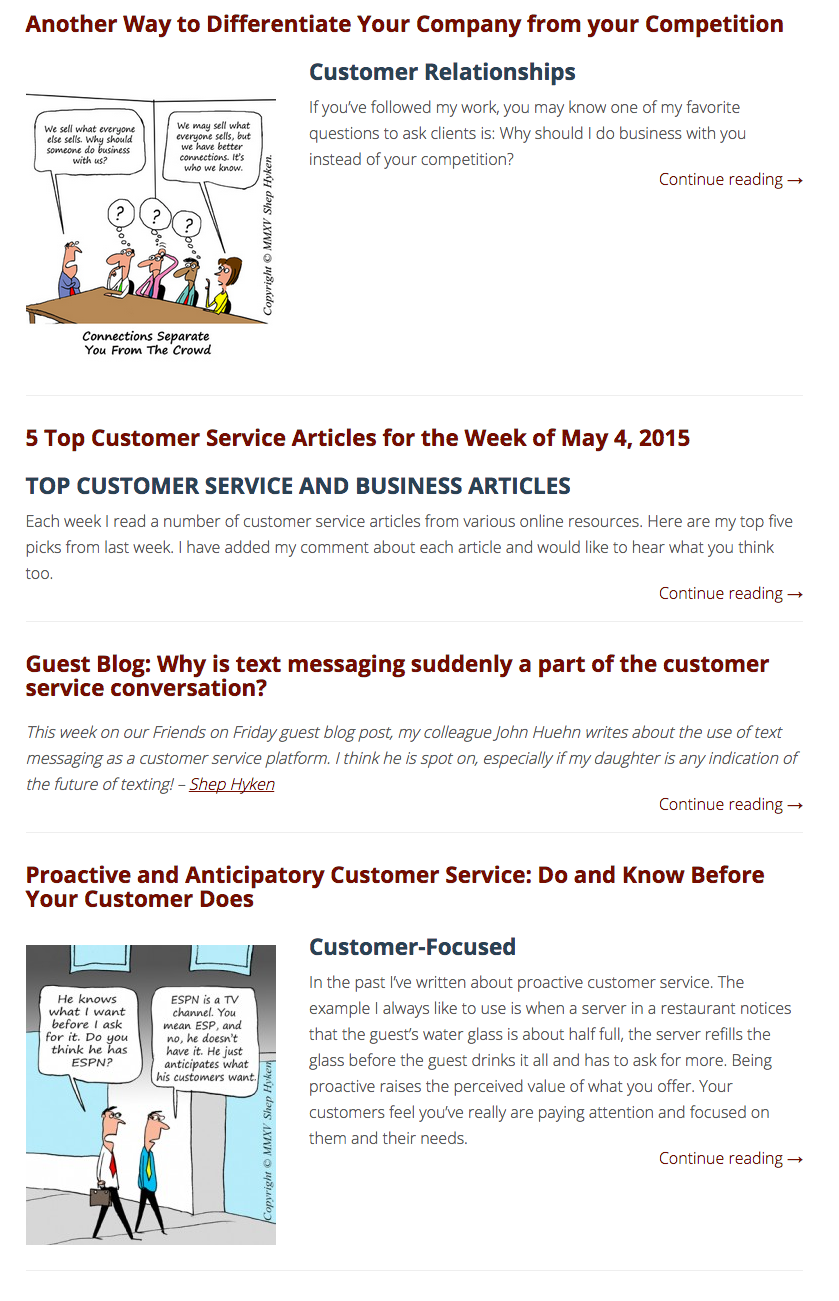 Another Way to Differentiate Your Company from your Competition
We sell what everyone
else sells. Why should
someone do business
with us?
We may sell what
everyone sells, but
we have better
connections. It's
who we know.
?
?
?
Copyright © MMXV Shep Hyken.
Connections Separate
You From The Crowd
Customer Relationships
If you've followed my work, you may know one of my favorite
questions to ask clients is: Why should I do business with you
instead of your competition?
Continue reading →
5 Top Customer Service Articles for the Week of May 4, 2015
TOP CUSTOMER SERVICE AND BUSINESS ARTICLES
Each week I read a number of customer service articles from various online resources. Here are my top five
picks from last week. I have added my comment about each article and would like to hear what you think
too.
Continue reading →
Guest Blog: Why is text messaging suddenly a part of the customer
service conversation?
This week on our Friends on Friday guest blog post, my colleague John Huehn writes about the use of text
messaging as a customer service platform. I think he is spot on, especially if my daughter is any indication of
the future of texting! – Shep Hyken
Continue reading →
Proactive and Anticipatory Customer Service: Do and Know Before
Your Customer Does
He knows
what I want
before I ask
for it. Do you
think he has
ESPN?
ESPN is a TV
channel. You
mean ESP, and
no, he doesn't
have it. He just
anticipates what
his customers want.
Copyright © MMXV Shep Hyken
Customer-Focused
In the past I've written about proactive customer service. The
example I always like to use is when a server in a restaurant notices
that the guest's water glass is about half full, the server refills the
glass before the guest drinks it all and has to ask for more. Being
proactive raises the perceived value of what you offer. Your
customers feel you've really are paying attention and focused on
them and their needs.
Continue reading →